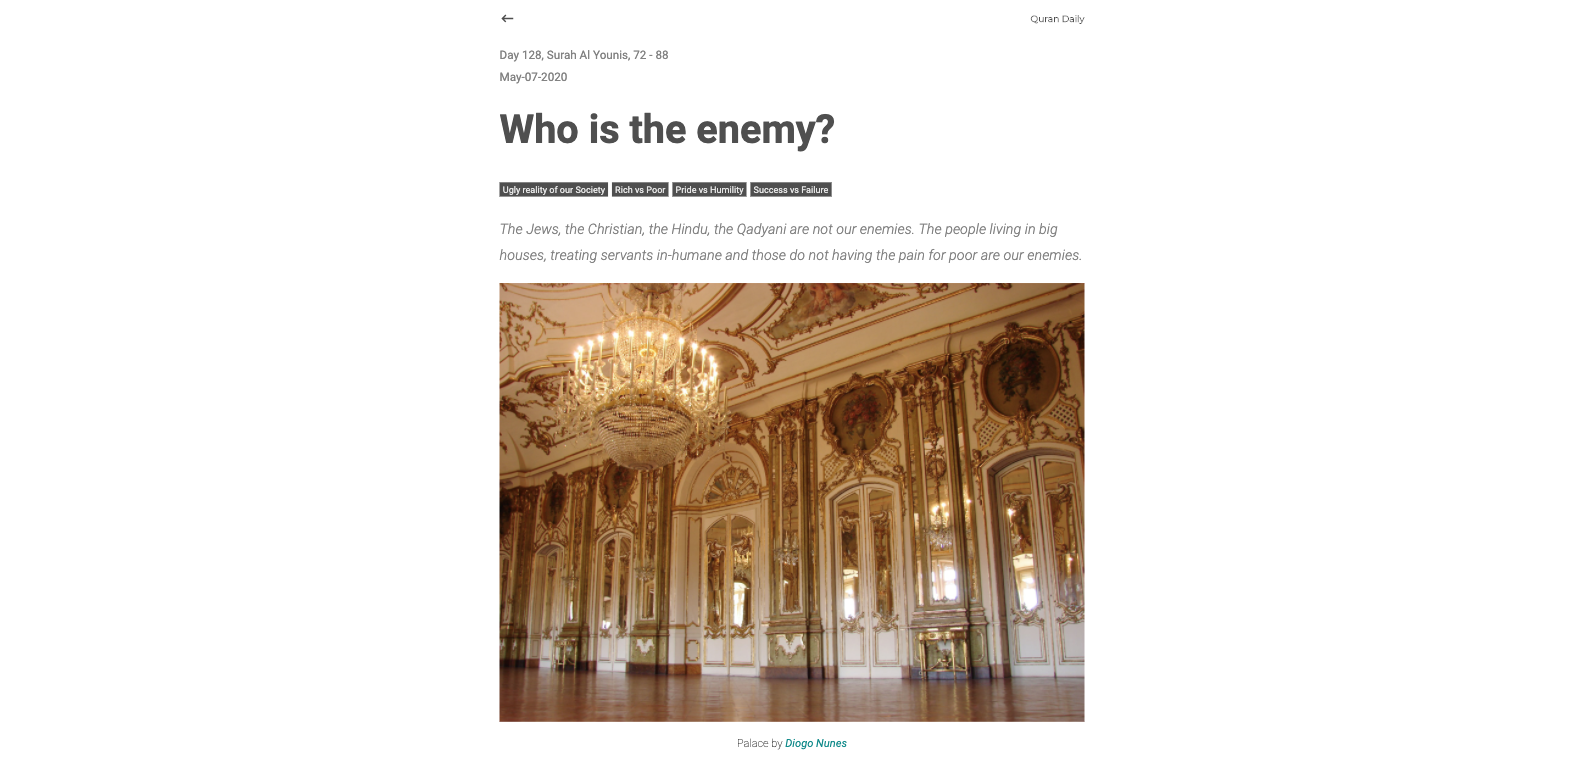 Quran Daily
Day 128, Surah Al Younis, 72 - 88
May-07-2020
Who is the enemy?
Ugly reality of our Society Rich vs Poor Pride vs Humility Success vs Failure
The Jews, the Christian, the Hindu, the Qadyani are not our enemies. The people living in big
houses, treating servants in-humane and those do not having the pain for poor are our enemies.
Palace by Diogo Nunes